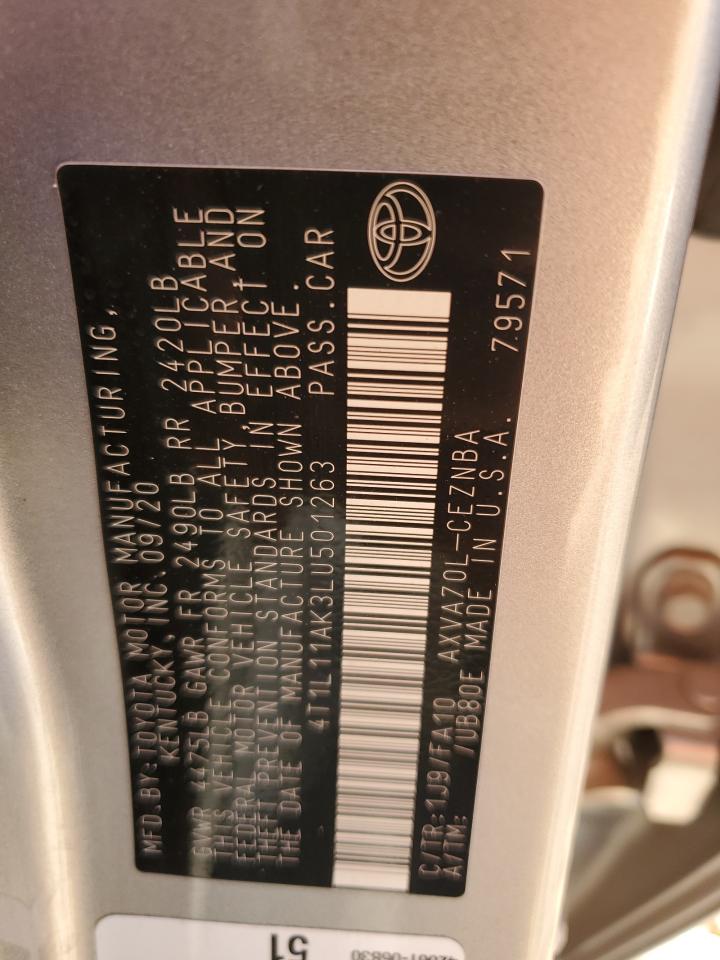 MFD.BY:TOYOTA MOTOR MANUFACTURING,
KENTUCKY, INC.09/20
GVWR 4475LB GAWR FR 2490LB RR 2420LB
THIS VEHICLE CONFORMS TO ALL APPLICABLE
FEDERAL MOTOR VEHICLE SAFETY, BUMPER, AND
THEFT PREVENTION STANDARDS IN EFFECT ON
THE DATE OF MANUFACTURE SHOWN ABOVE.
4T1L11AK3LU501263 PASS.CAR
C/TR:1J9/FA10 AXVA70L-CEZNBA
A/TM: /UB80E MADE IN U.S.A. 79571
51
42661-06830